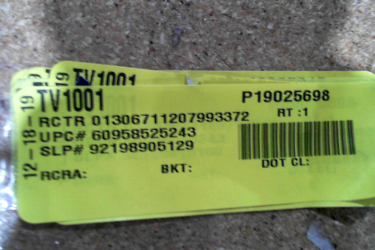 TV1001
TV1001 P19025698
RCTR 01306711207993372 RT :1
UPC# 60958525243
SLP# 92198905129
RCRA: BKT: DOT CL:
12-18-19